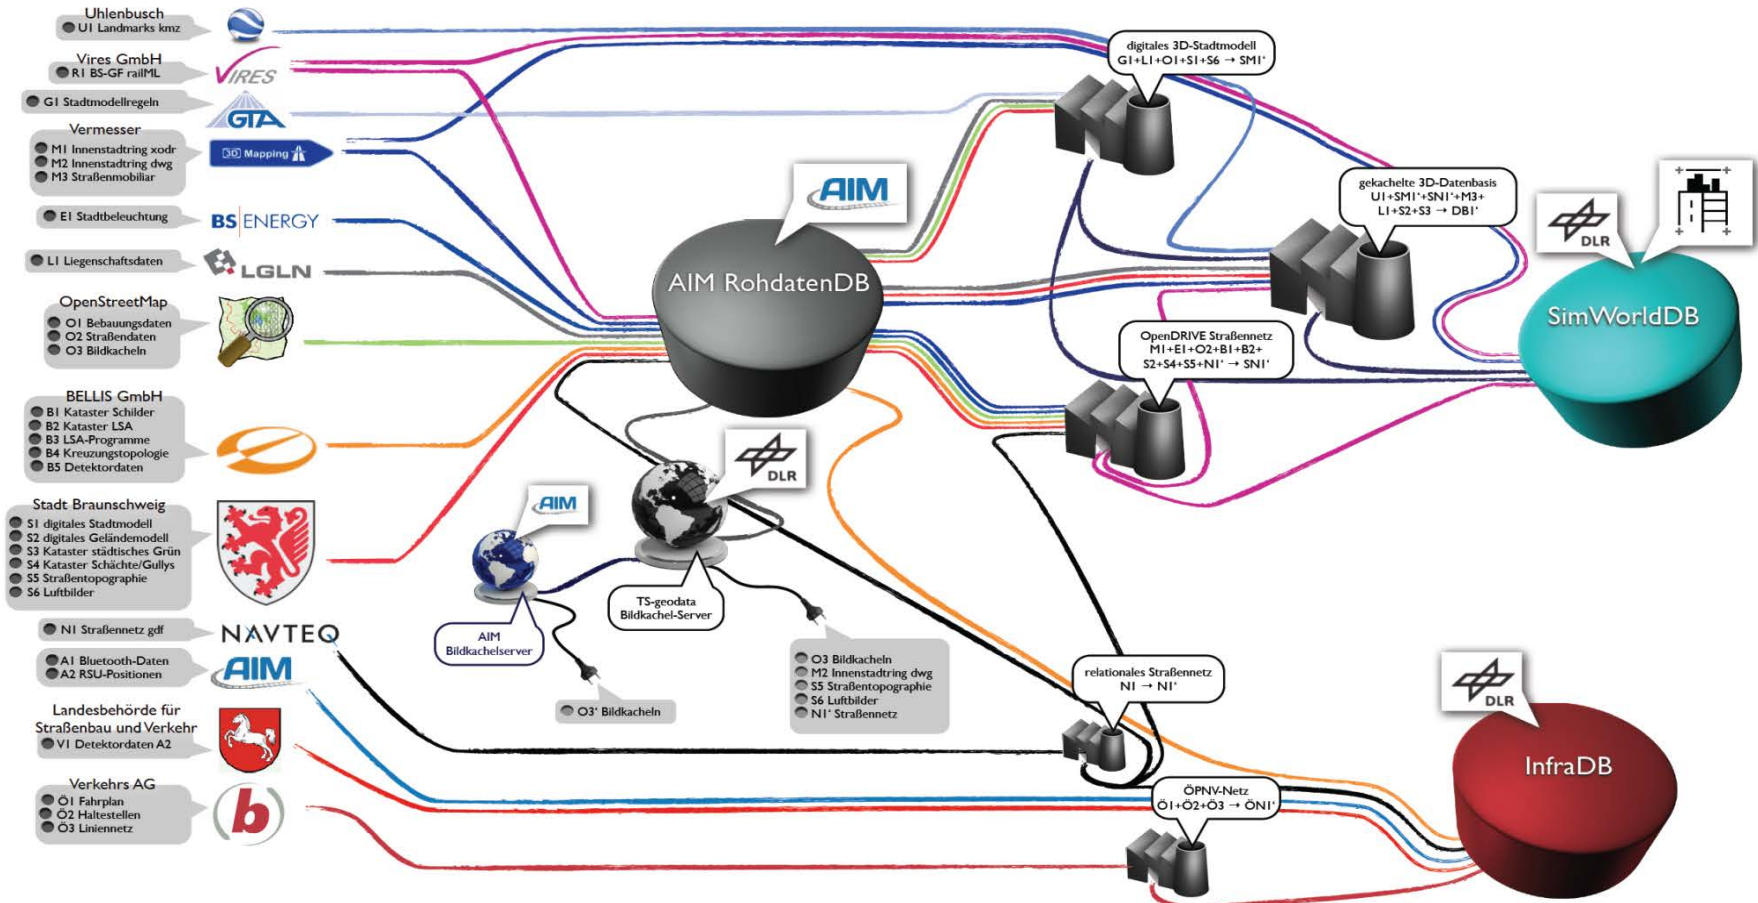 Uhlenbusch
U1 Landmarks kmz
Vires GmbH
R1 BS-GF railML
VIRES
G1 Stadtmodellregeln
GTA
Vermesser
M1 Innenstadtring xodr
M2 Innenstadtring dwg
M3 Straßenmobiliar
3D Mapping
E1 Stadtbeleuchtung
BS|ENERGY
L1 Liegenschaftsdaten
LGLN
OpenStreetMap
O1 Bebauungsdaten
O2 Straßendaten
O3 Bildkacheln
BELLIS GmbH
B1 Kataster Schilder
B2 Kataster LSA
B3 LSA-Programme
B4 Kreuzungstopologie
B5 Detektordaten
Stadt Braunschweig
S1 digitales Stadtmodell
S2 digitales Geländemodell
S3 Kataster städtisches Grün
S4 Kataster Schächte/Gullys
S5 Straßentopographie
S6 Luftbilder
N1 Straßennetz gdf
NAVTEQ
A1 Bluetooth-Daten
A2 RSU-Positionen
AIM
Landesbehörde für
Straßenbau und Verkehr
V1 Detektordaten A2
Verkehrs AG
Ö1 Fahrplan
Ö2 Haltestellen
Ö3 Liniennetz
b
AIM
AIM RohdatenDB
DLR
AIM
TS-geodata
Bildkachel-Server
AIM
Bildkachelserver
O3' Bildkacheln
O3 Bildkacheln
M2 Innenstadtring dwg
S5 Straßentopographie
S6 Luftbilder
N1' Straßennetz
digitales 3D-Stadtmodell
G1+L1+O1+S1+S6 → SM1'
gekachelte 3D-Datenbasis
U1+SM1'+SN1'+M3+
L1+S2+S3 → DB1'
OpenDRIVE Straßennetz
M1+E1+O2+B1+B2+
S2+S4+S5+N1' → SN1'
relationales Straßennetz
N1 → N1'
ÖPNV-Netz
Ö1+Ö2+Ö3 → ÖN1'
DLR
SimWorldDB
DLR
InfraDB